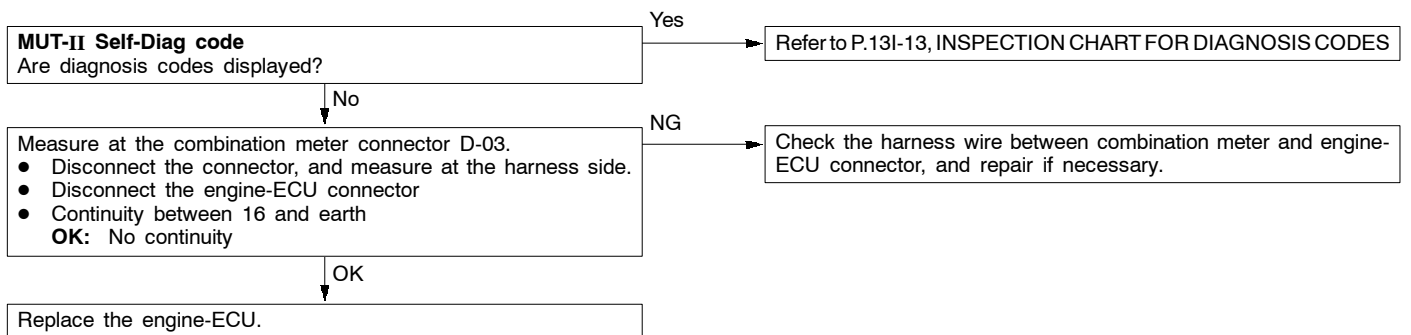 MUT-II Self-Diag code
Are diagnosis codes displayed?
Yes
Refer to P.13I-13, INSPECTION CHART FOR DIAGNOSIS CODES
No
Measure at the combination meter connector D-03.
● Disconnect the connector, and measure at the harness side.
● Disconnect the engine-ECU connector
● Continuity between 16 and earth
OK: No continuity
NG
Check the harness wire between combination meter and engine-
ECU connector, and repair if necessary.
OK
Replace the engine-ECU.